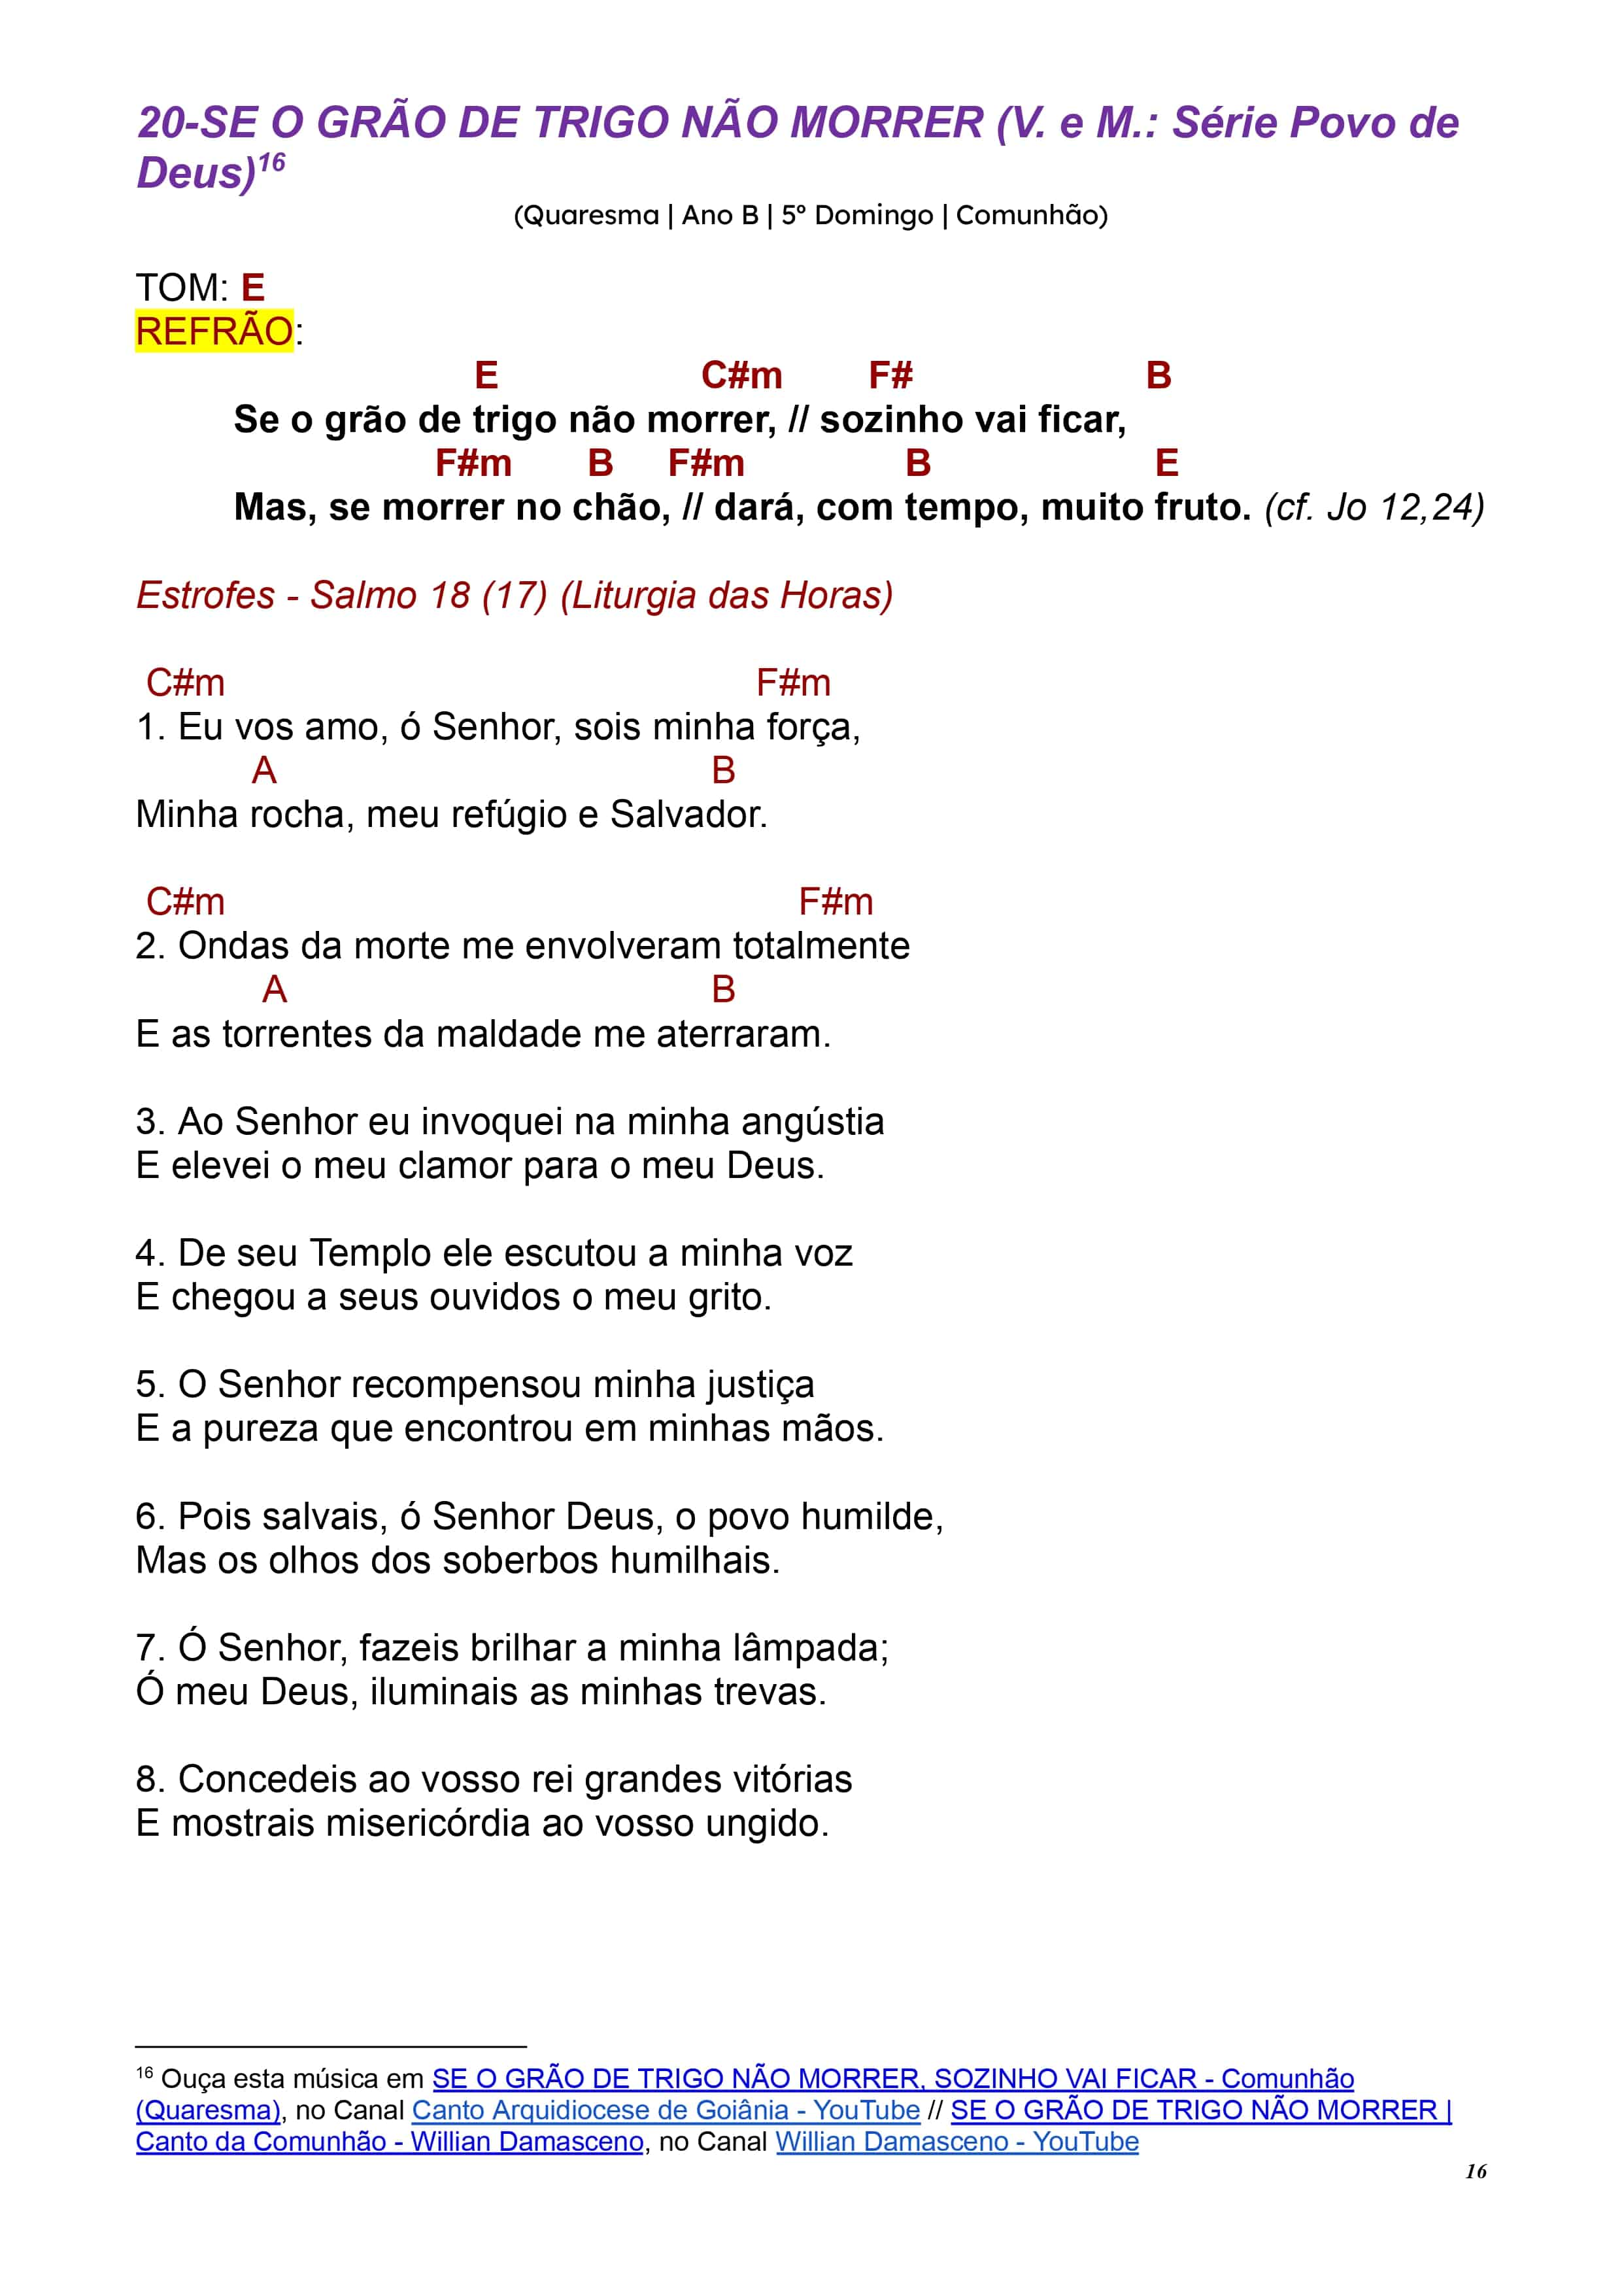 20-SE O GRÃO DE TRIGO NÃO MORRER (V. e M.: Série Povo de
Deus)16
(Quaresma | Ano B | 5º Domingo | Comunhão)
TOM: E
REFRÃO:
E C#m F# B
Se o grão de trigo não morrer, // sozinho vai ficar,
F#m B F#m B E
Mas, se morrer no chão, // dará, com tempo, muito fruto. (cf. Jo 12,24)
Estrofes - Salmo 18 (17) (Liturgia das Horas)
C#m F#m
1. Eu vos amo, ó Senhor, sois minha força,
A B
Minha rocha, meu refúgio e Salvador.
C#m F#m
2. Ondas da morte me envolveram totalmente
A B
E as torrentes da maldade me aterraram.
3. Ao Senhor eu invoquei na minha angústia
E elevei o meu clamor para o meu Deus.
4. De seu Templo ele escutou a minha voz
E chegou a seus ouvidos o meu grito.
5. O Senhor recompensou minha justiça
E a pureza que encontrou em minhas mãos.
6. Pois salvais, ó Senhor Deus, o povo humilde,
Mas os olhos dos soberbos humilhais.
7. Ó Senhor, fazeis brilhar a minha lâmpada;
Ó meu Deus, iluminais as minhas trevas.
8. Concedeis ao vosso rei grandes vitórias
E mostrais misericórdia ao vosso ungido.
16 Ouça esta música em SE O GRÃO DE TRIGO NÃO MORRER, SOZINHO VAI FICAR - Comunhão
(Quaresma), no Canal Canto Arquidiocese de Goiânia - YouTube // SE O GRÃO DE TRIGO NÃO MORRER |
Canto da Comunhão - Willian Damasceno, no Canal Willian Damasceno - YouTube
16